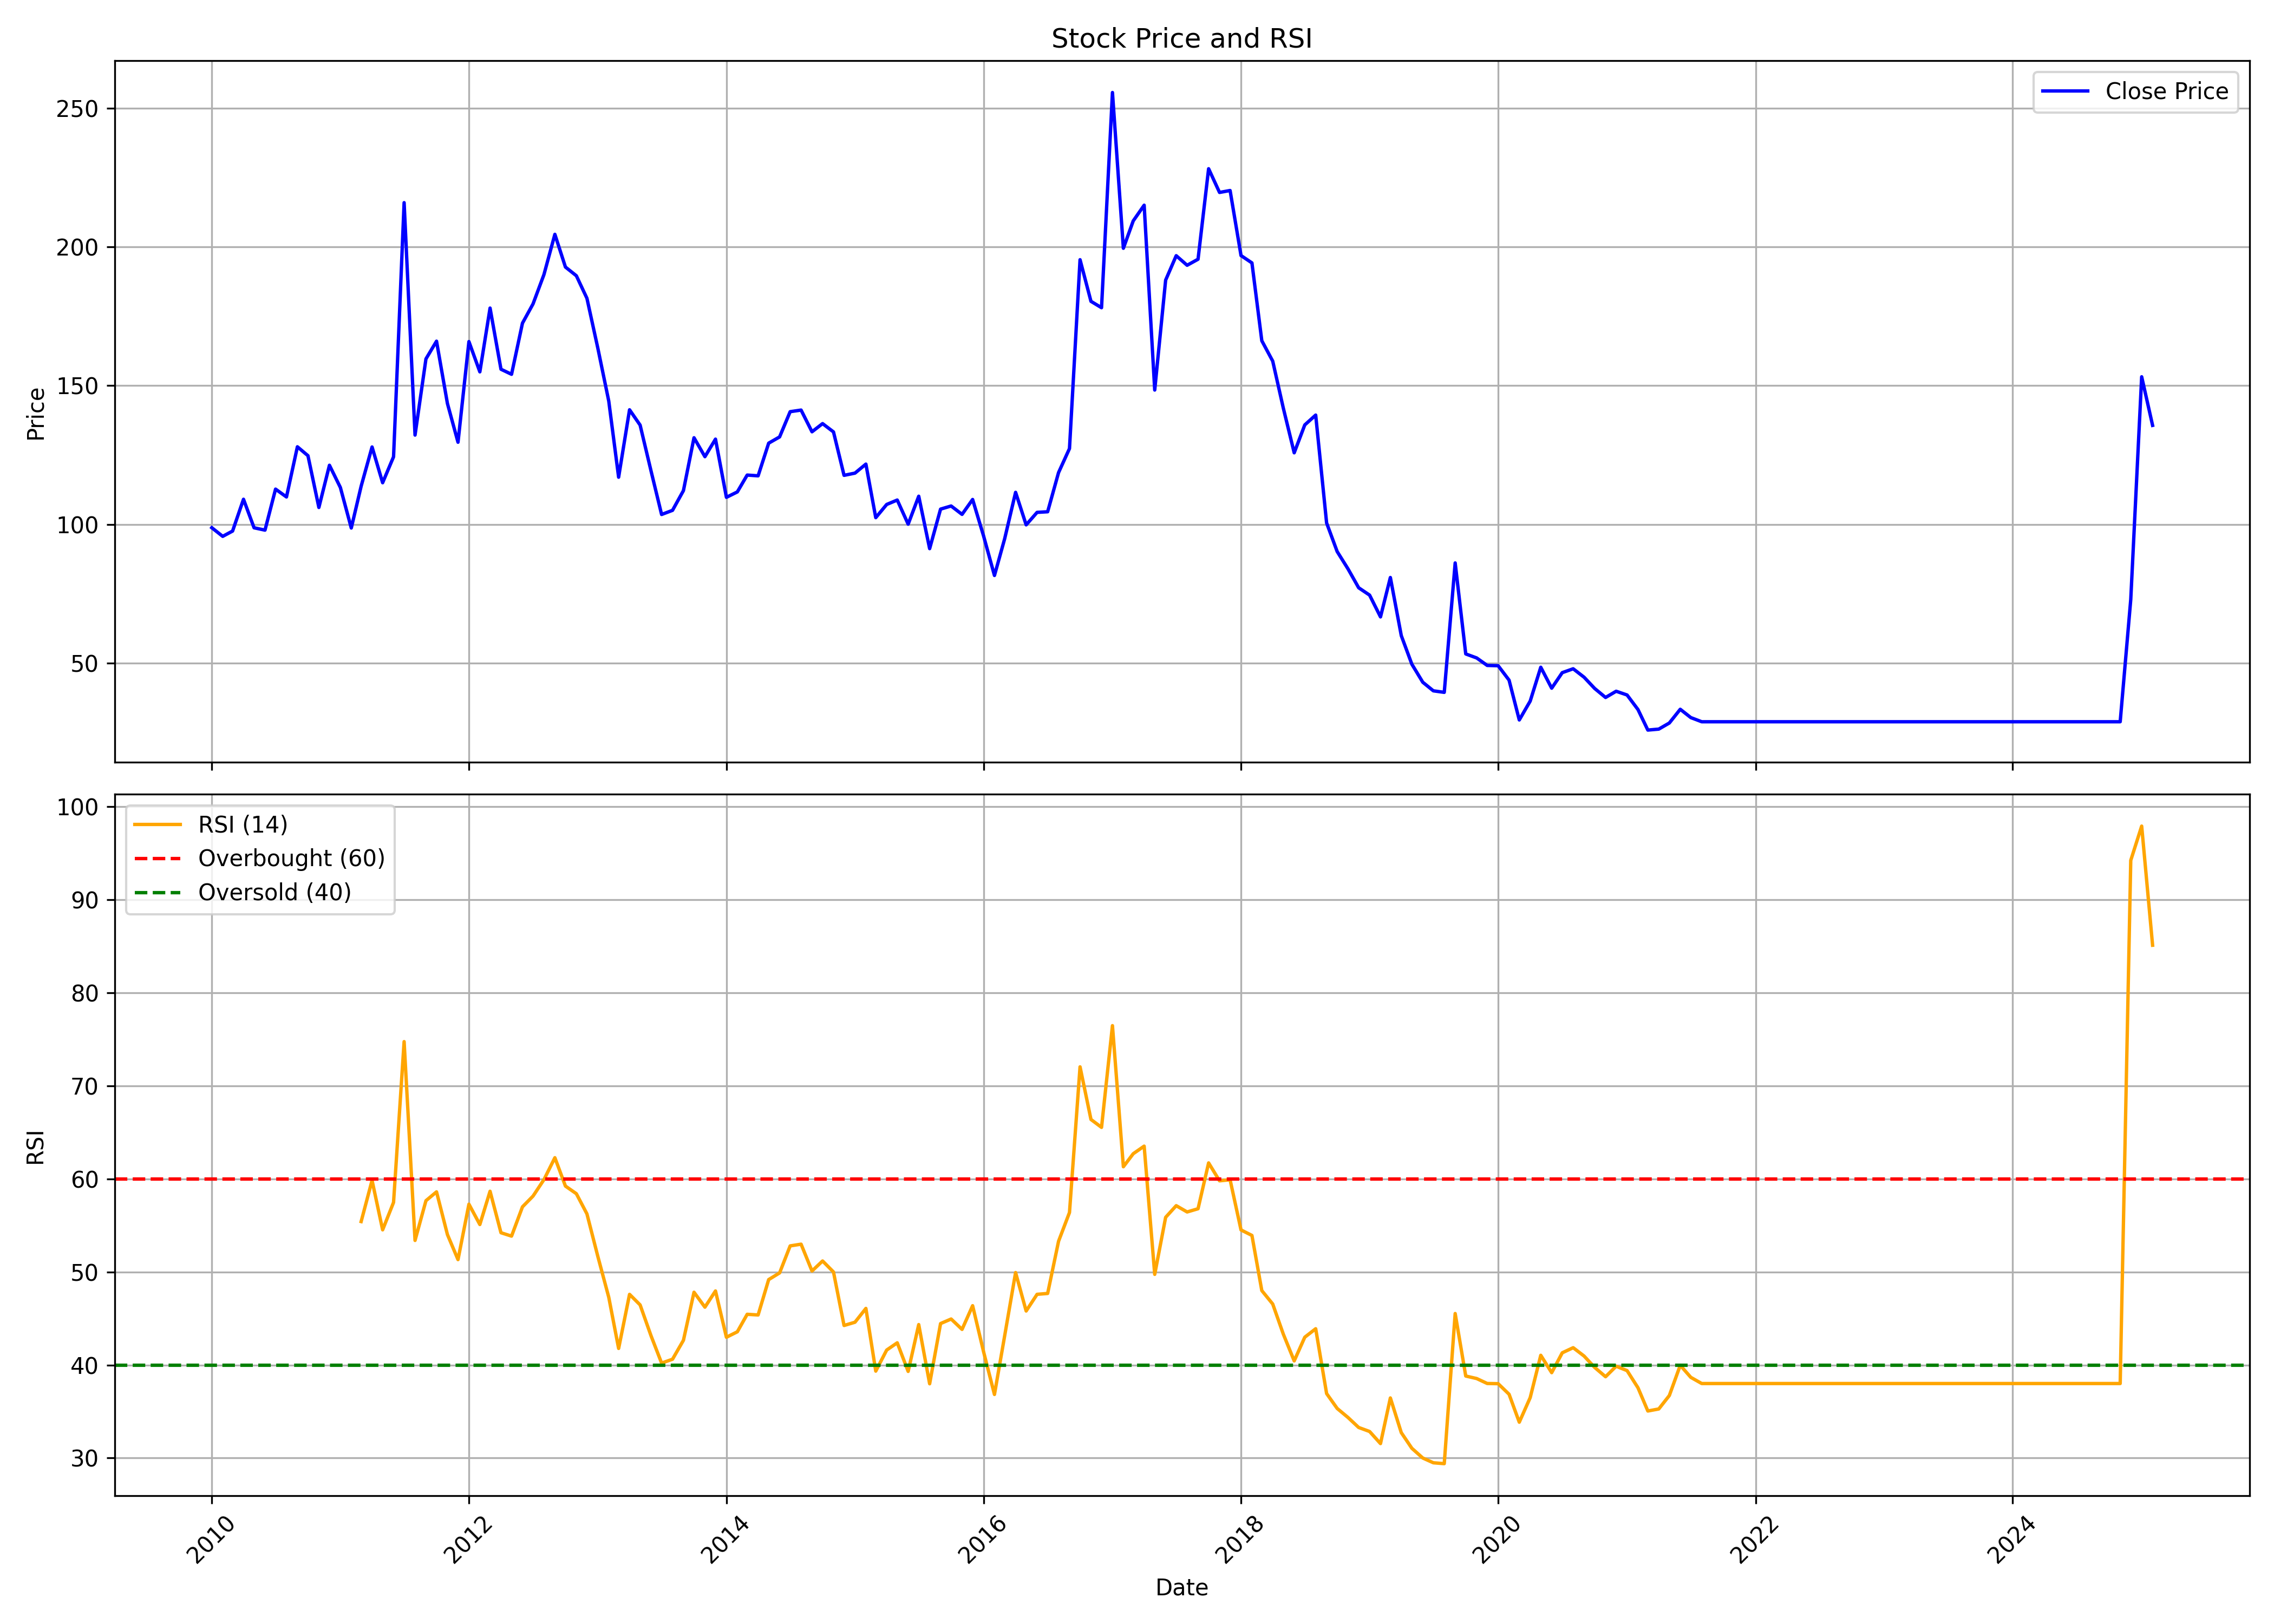 Stock Price and RSI
Close Price
Price
250
200
150
100
50
RSI (14)
Overbought (60)
Oversold (40)
RSI
100
90
80
70
60
50
40
30
2010
2012
2014
2016
2018
2020
2022
2024
Date